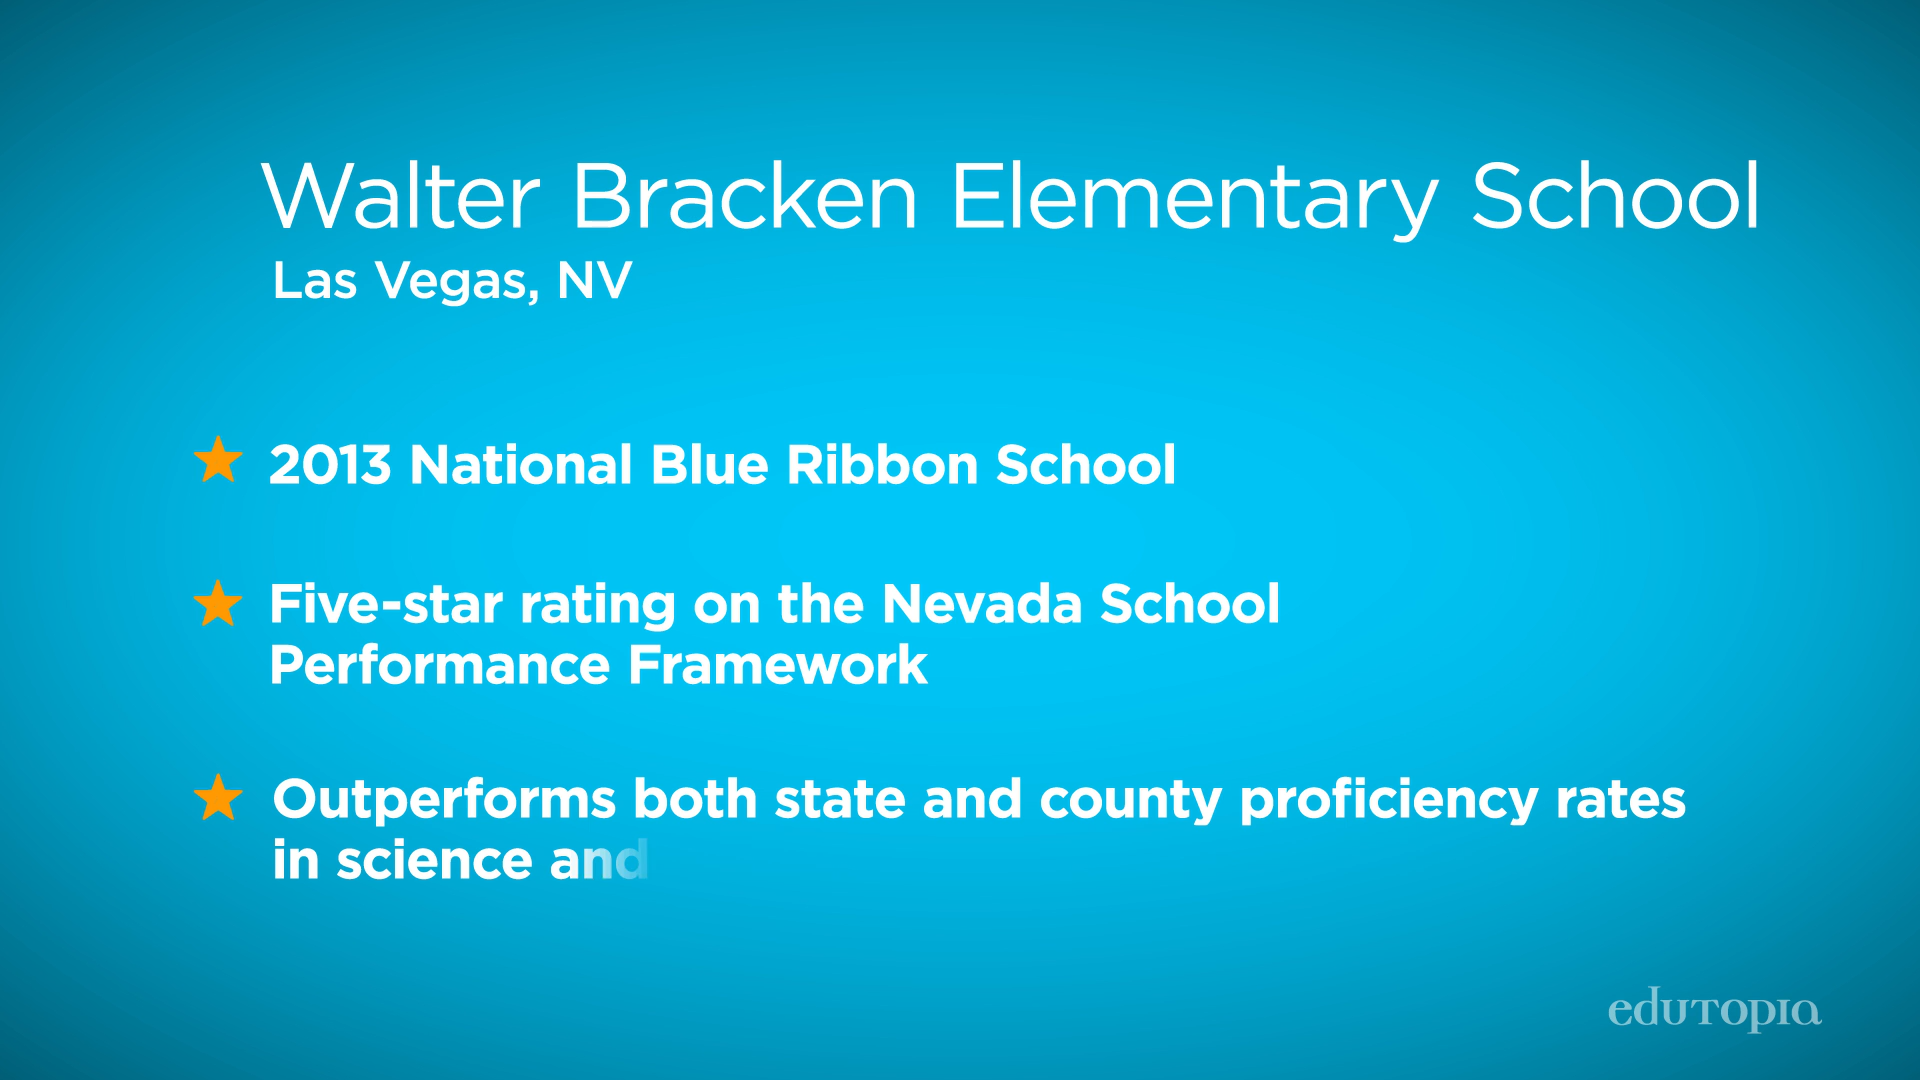 Walter Bracken Elementary School
Las Vegas, NV
2013 National Blue Ribbon School
Five-star rating on the Nevada School
Performance Framework
Outperforms both state and county proficiency rates
in science and
edutopia